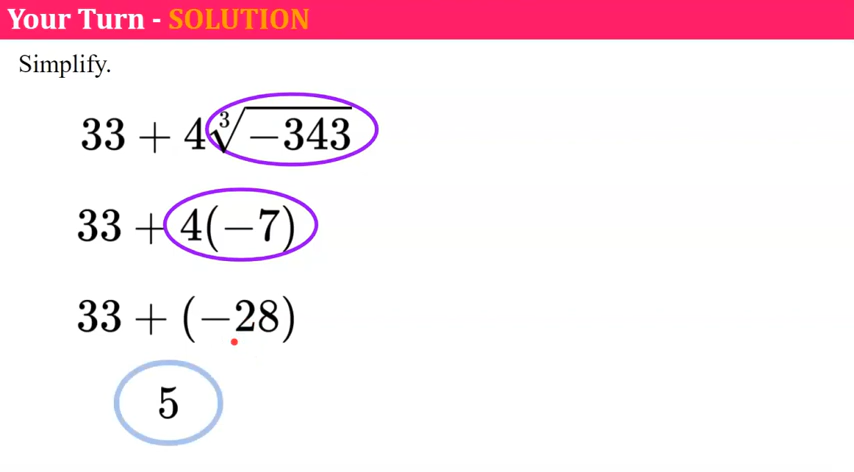 Your Turn - SOLUTION
Simplify.
33 + 4∛−343
33 + 4(−7)
33 + (−28)
5